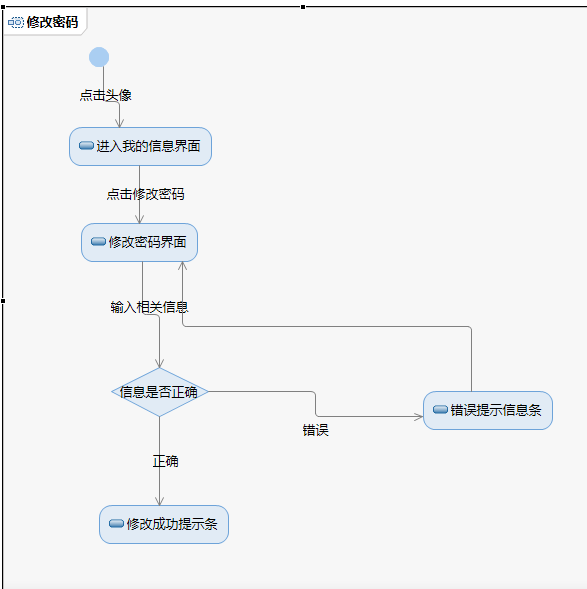 修改密码
点击头像
进入我的信息界面
点击修改密码
修改密码界面
输入相关信息
信息是否正确
错误提示信息条
错误
正确
修改成功提示条